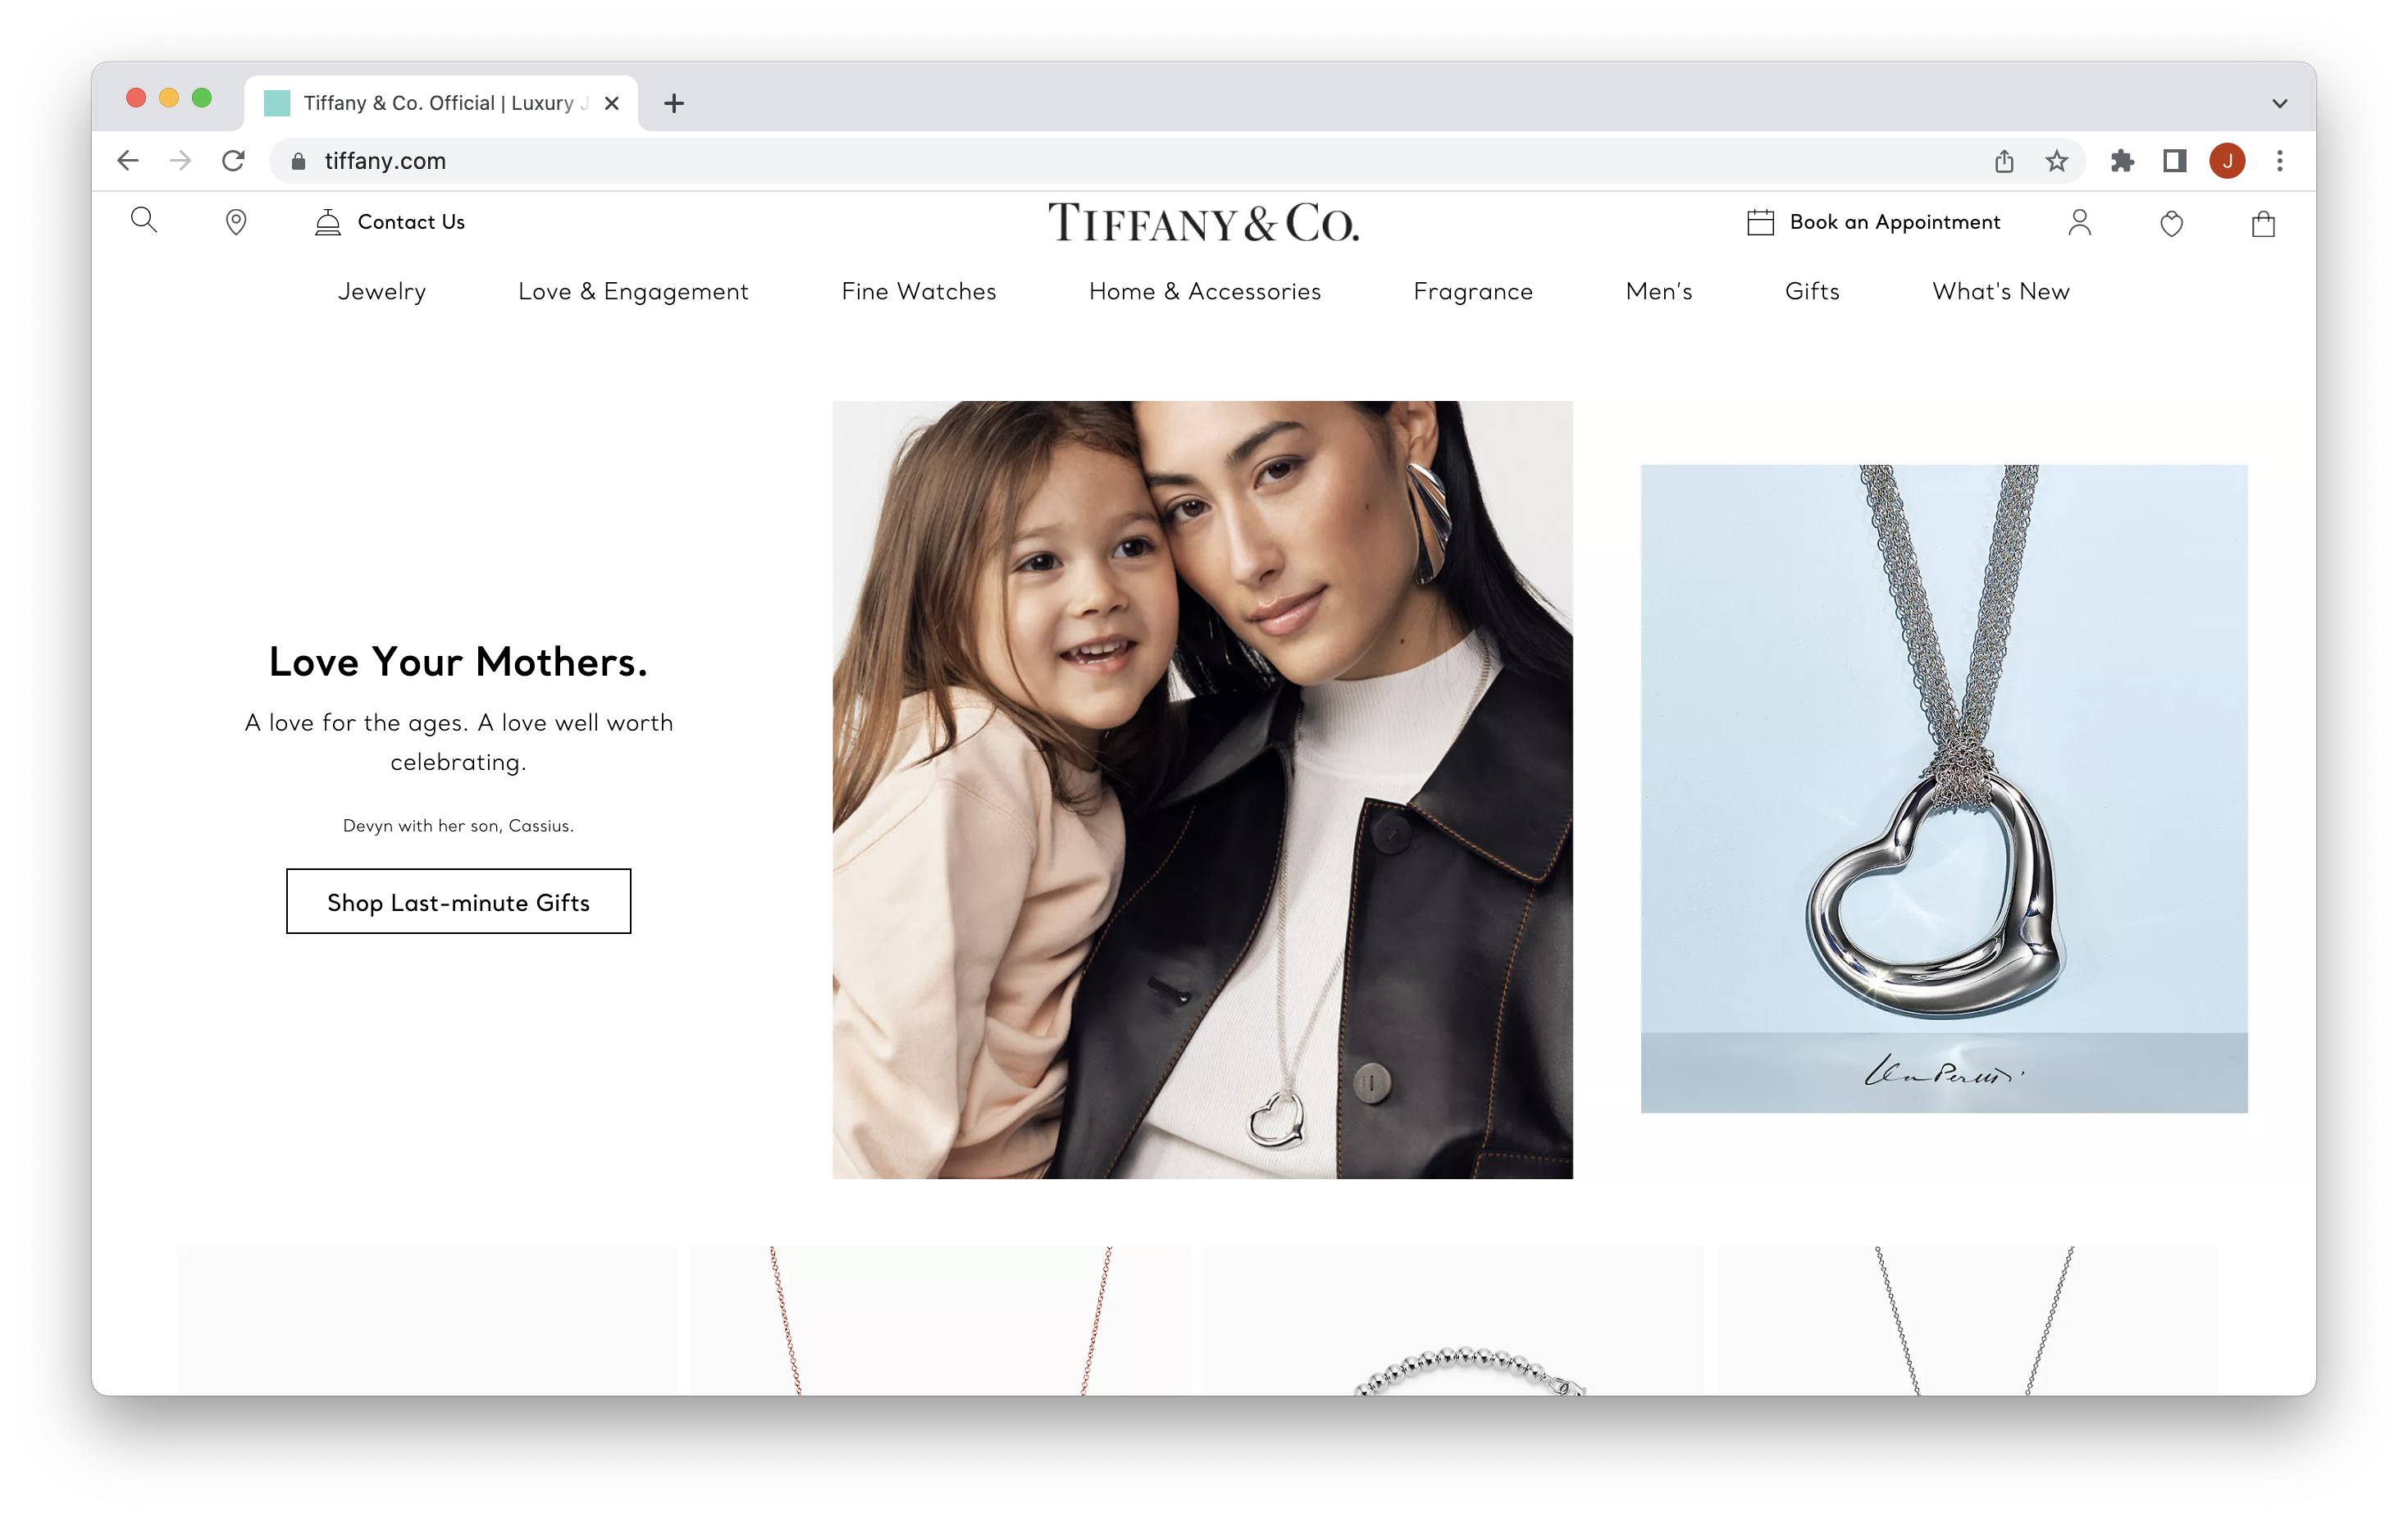 Tiffany & Co. Official | Luxury J
tiffany.com
J
Contact Us
TIFFANY & CO.
Book an Appointment
Jewelry Love & Engagement Fine Watches Home & Accessories Fragrance Men's Gifts What's New
Love Your Mothers.
A love for the ages. A love well worth
celebrating.
Devyn with her son, Cassius.
Shop Last-minute Gifts